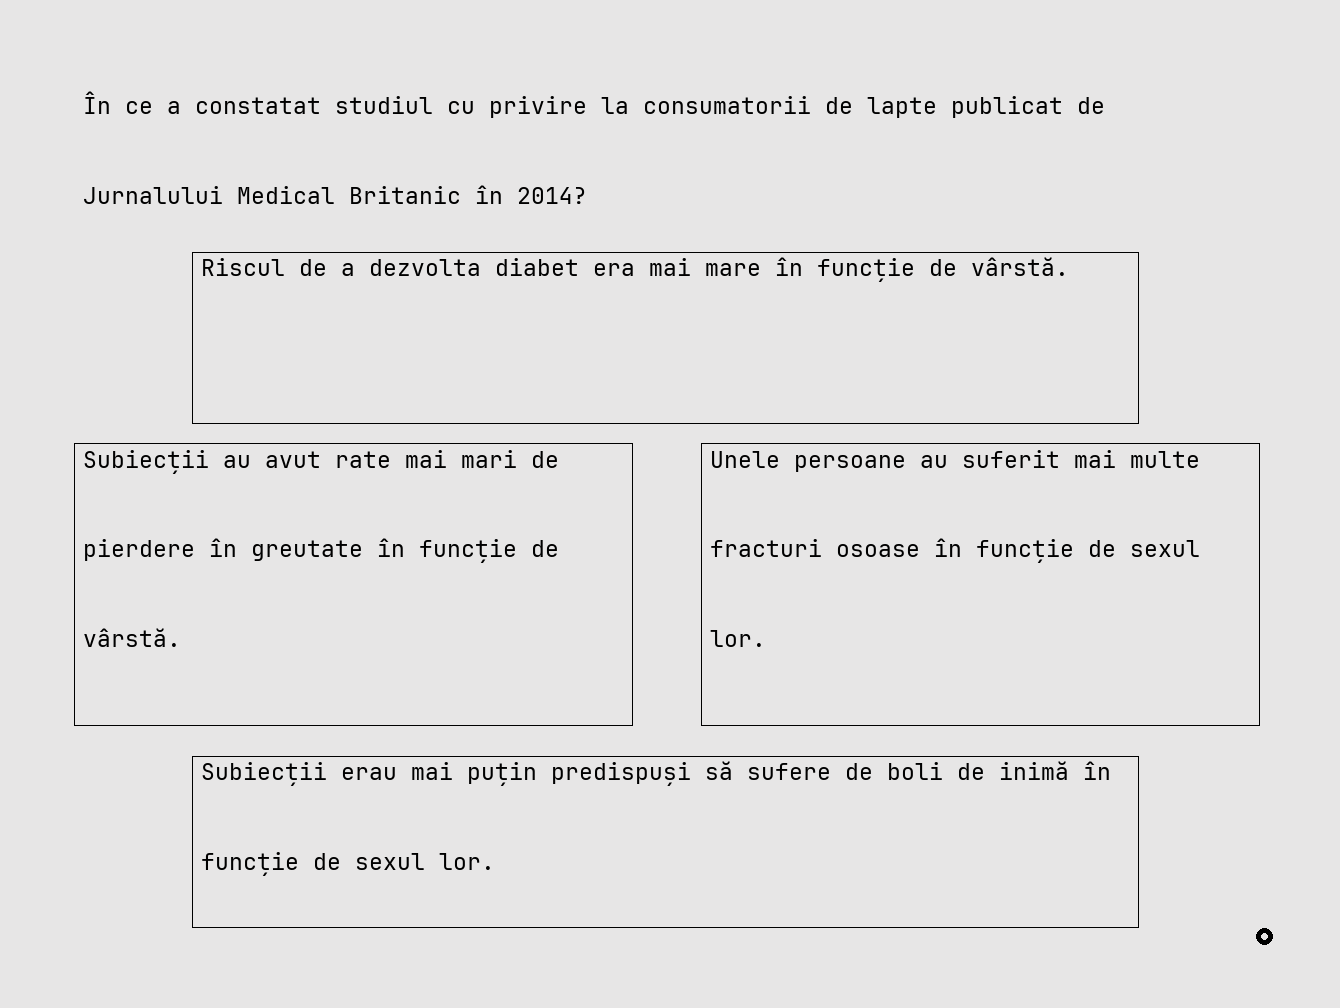 În ce a constatat studiul cu privire la consumatorii de lapte publicat de
Jurnalului Medical Britanic în 2014?
Riscul de a dezvolta diabet era mai mare în funcție de vârstă.
Subiecții au avut rate mai mari de
pierdere în greutate în funcție de
vârstă.
Unele persoane au suferit mai multe
fracturi osoase în funcție de sexul
lor.
Subiecții erau mai puțin predispuși să sufere de boli de inimă în
funcție de sexul lor.